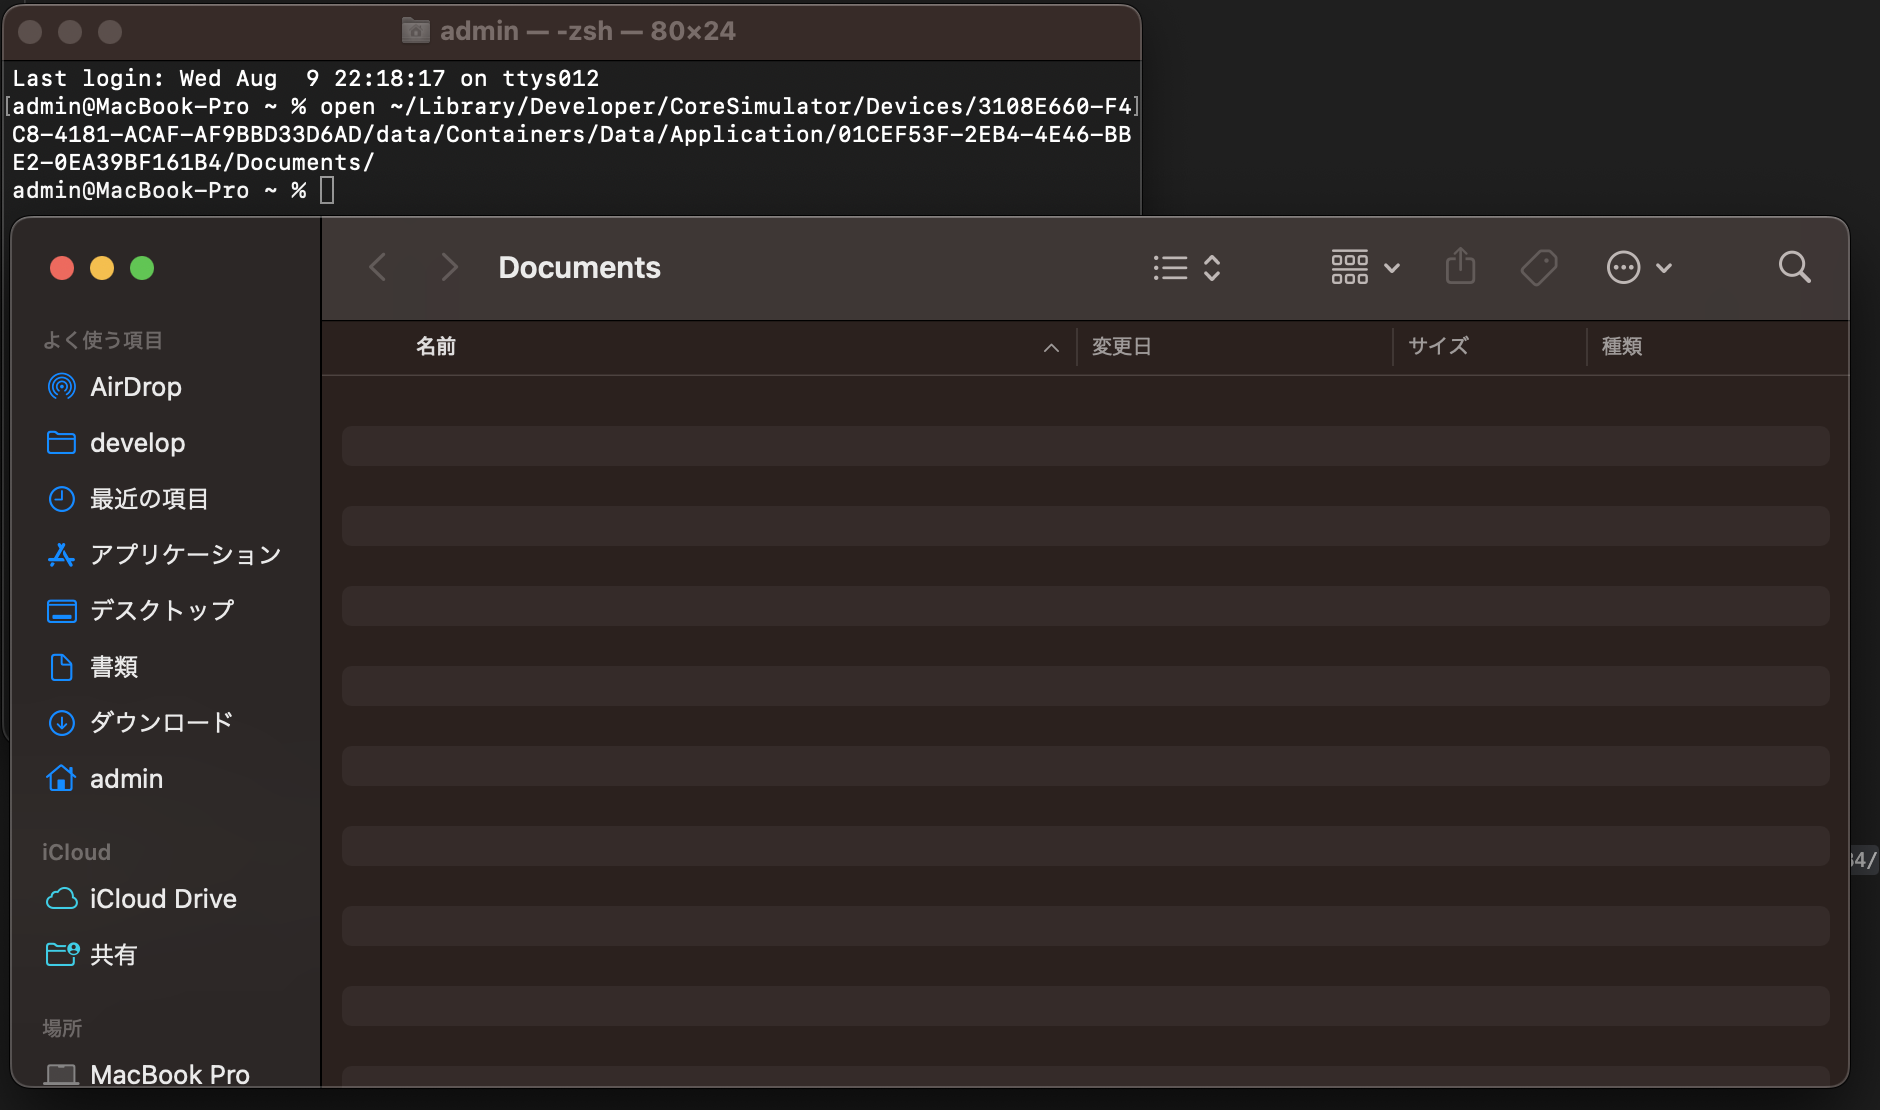 admin — -zsh — 80×24
Last login: Wed Aug  9 22:18:17 on ttys012
[admin@MacBook-Pro ~ % open ~/Library/Developer/CoreSimulator/Devices/3108E660-F4]
C8-4181-ACAF-AF9BBD33D6AD/data/Containers/Data/Application/01CEF53F-2EB4-4E46-BB
E2-0EA39BF161B4/Documents/
admin@MacBook-Pro ~ %
Documents
名前 変更日 サイズ 種類
よく使う項目
AirDrop
develop
最近の項目
アプリケーション
デスクトップ
書類
ダウンロード
admin
iCloud
iCloud Drive
共有
場所
MacBook Pro